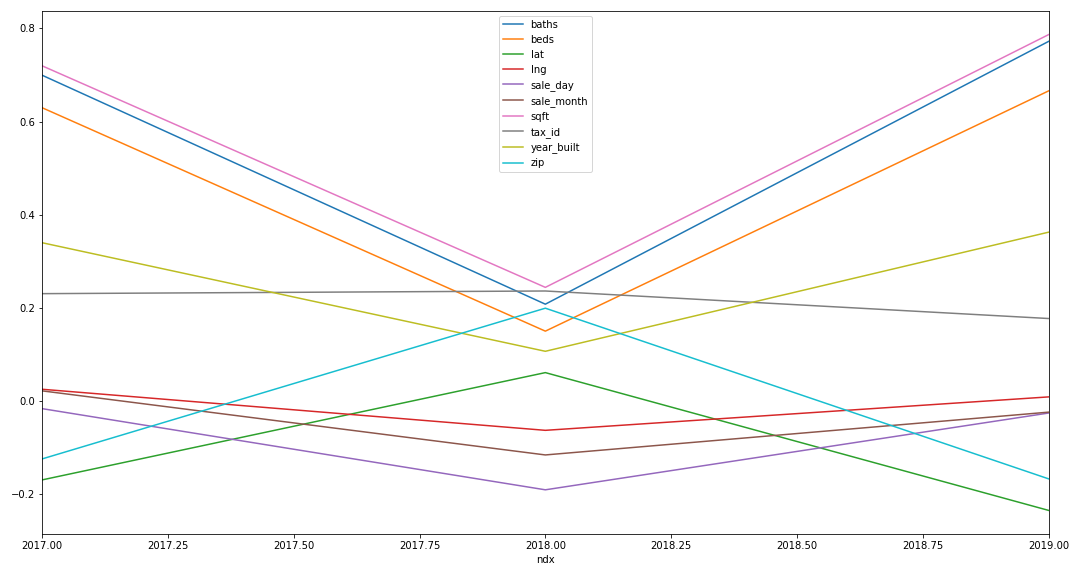 0.8
0.6
0.4
0.2
0.0
−0.2
baths
beds
lat
lng
sale_day
sale_month
sqft
tax_id
year_built
zip
2017.00 2017.25 2017.50 2017.75 2018.00 2018.25 2018.50 2018.75 2019.00
ndx